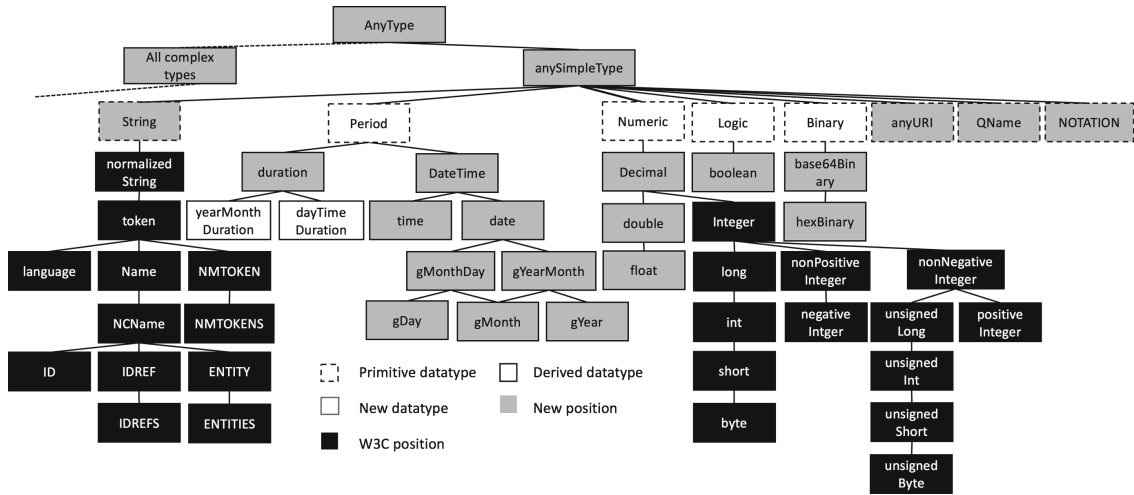 AnyType
All complex
types
anySimpleType
String
Period
Numeric
Logic
Binary
anyURI
QName
NOTATION
normalized
String
duration
DateTime
Decimal
boolean
base64Bin
ary
token
yearMonth
Duration
dayTime
Duration
time
date
double
Integer
hexBinary
language
Name
NMTOKEN
gMonthDay
gYearMonth
float
long
nonPositive
Integer
nonNegative
Integer
NCName
NMTOKENS
gDay
gMonth
gYear
int
negative
Intger
unsigned
Long
positive
Integer
ID
IDREF
ENTITY
Primitive datatype
Derived datatype
short
unsigned
Int
IDREFS
ENTITIES
New datatype
New position
byte
unsigned
Short
W3C position
unsigned
Byte